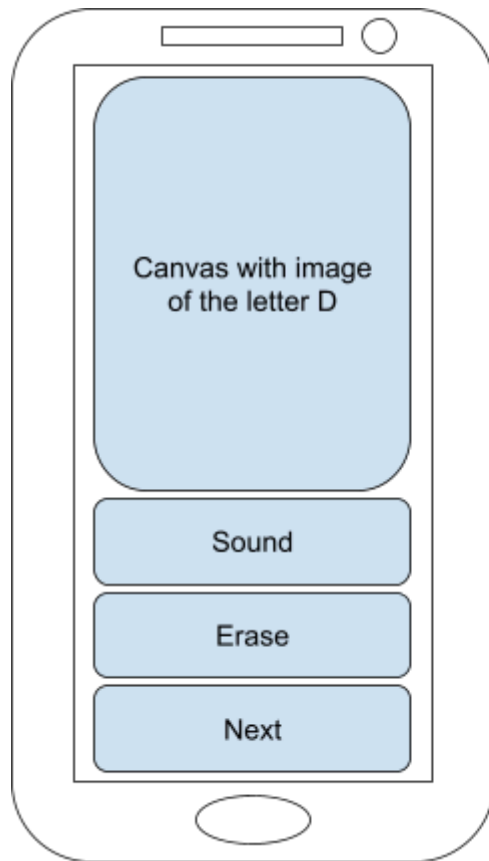 Canvas with image
of the letter D
Sound
Erase
Next